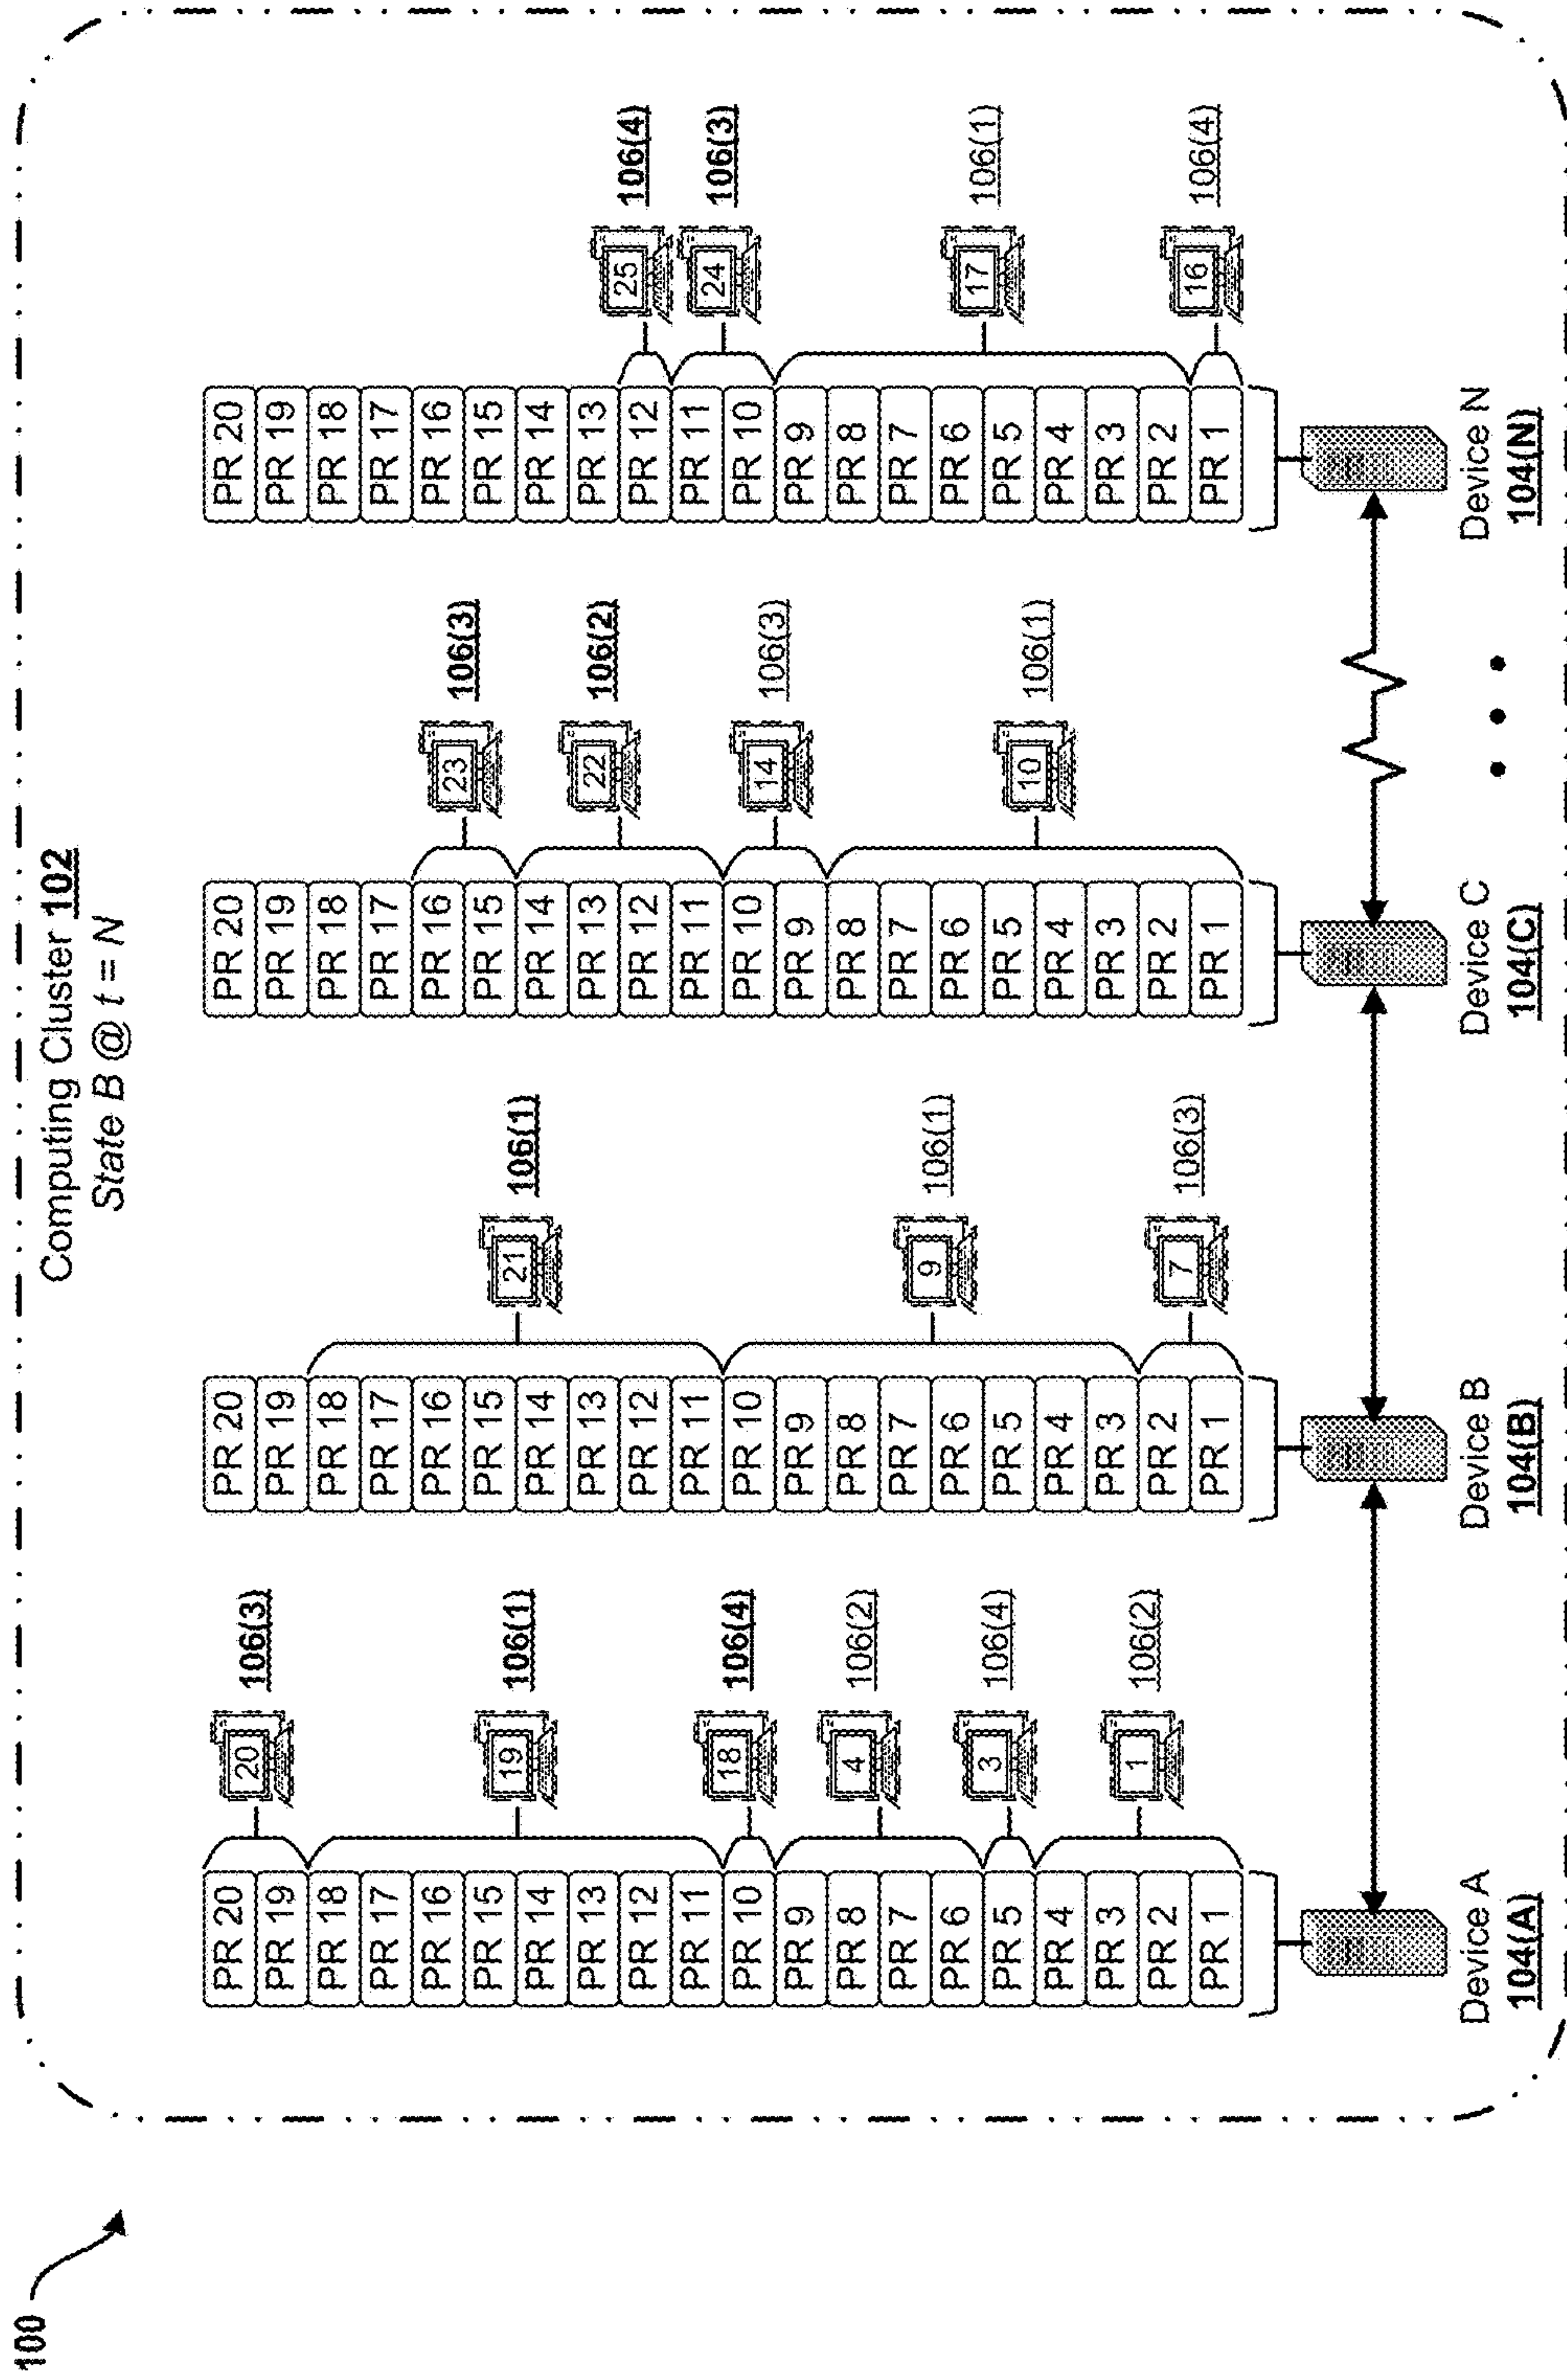 100
Computing Cluster 102
State B @ t = N
PR 20
PR 19
PR 18
PR 17
PR 16
PR 15
PR 14
PR 13
PR 12
PR 11
PR 10
PR 9
PR 8
PR 7
PR 6
PR 5
PR 4
PR 3
PR 2
PR 1
20
106(3)
19
106(1)
18
106(4)
4
106(2)
3
106(4)
1
106(2)
Device A
104(A)
PR 20
PR 19
PR 18
PR 17
PR 16
PR 15
PR 14
PR 13
PR 12
PR 11
PR 10
PR 9
PR 8
PR 7
PR 6
PR 5
PR 4
PR 3
PR 2
PR 1
21
106(1)
9
106(1)
7
106(3)
Device B
104(B)
PR 20
PR 19
PR 18
PR 17
PR 16
PR 15
PR 14
PR 13
PR 12
PR 11
PR 10
PR 9
PR 8
PR 7
PR 6
PR 5
PR 4
PR 3
PR 2
PR 1
23
106(3)
22
106(2)
14
106(3)
10
106(1)
Device C
104(C)
• • •
PR 20
PR 19
PR 18
PR 17
PR 16
PR 15
PR 14
PR 13
PR 12
PR 11
PR 10
PR 9
PR 8
PR 7
PR 6
PR 5
PR 4
PR 3
PR 2
PR 1
25
106(4)
24
106(3)
17
106(1)
16
106(4)
Device N
104(N)